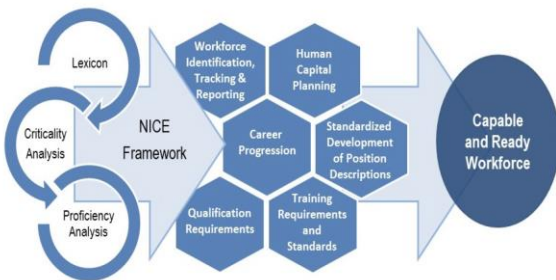 Lexicon
Criticality
Analysis
Proficiency
Analysis
NICE
Framework
Workforce
Identification,
Tracking &
Reporting
Human
Capital
Planning
Career
Progression
Standardized
Development
of Position
Descriptions
Qualification
Requirements
Training
Requirements
and
Standards
Capable
and Ready
Workforce